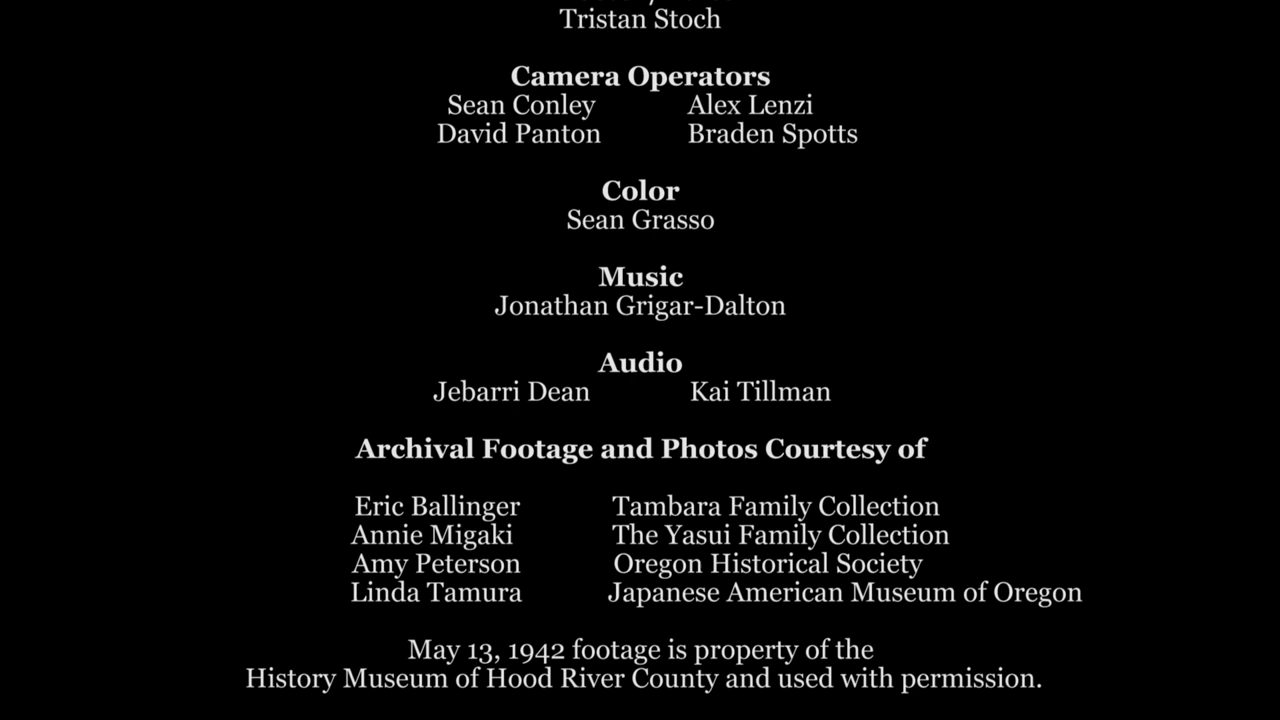 Tristan Stoch
Camera Operators
Sean Conley Alex Lenzi
David Panton Braden Spotts
Color
Sean Grasso
Music
Jonathan Grigar-Dalton
Audio
Jebarri Dean Kai Tillman
Archival Footage and Photos Courtesy of
Eric Ballinger Tambara Family Collection
Annie Migaki The Yasui Family Collection
Amy Peterson Oregon Historical Society
Linda Tamura Japanese American Museum of Oregon
May 13, 1942 footage is property of the
History Museum of Hood River County and used with permission.